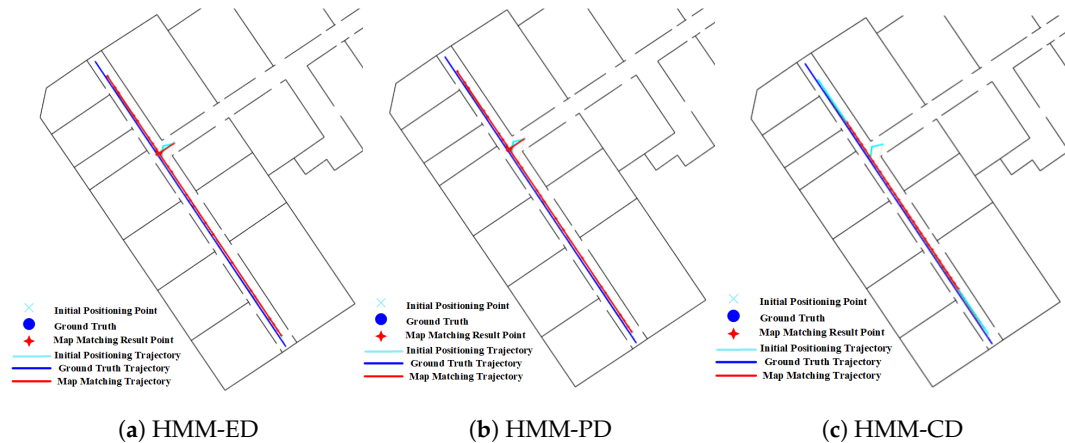 Initial Positioning Point
Ground Truth
Map Matching Result Point
Initial Positioning Trajectory
Ground Truth Trajectory
Map Matching Trajectory
(a) HMM-ED
Initial Positioning Point
Ground Truth
Map Matching Result Point
Initial Positioning Trajectory
Ground Truth Trajectory
Map Matching Trajectory
(b) HMM-PD
Initial Positioning Point
Ground Truth
Map Matching Result Point
Initial Positioning Trajectory
Ground Truth Trajectory
Map Matching Trajectory
(c) HMM-CD